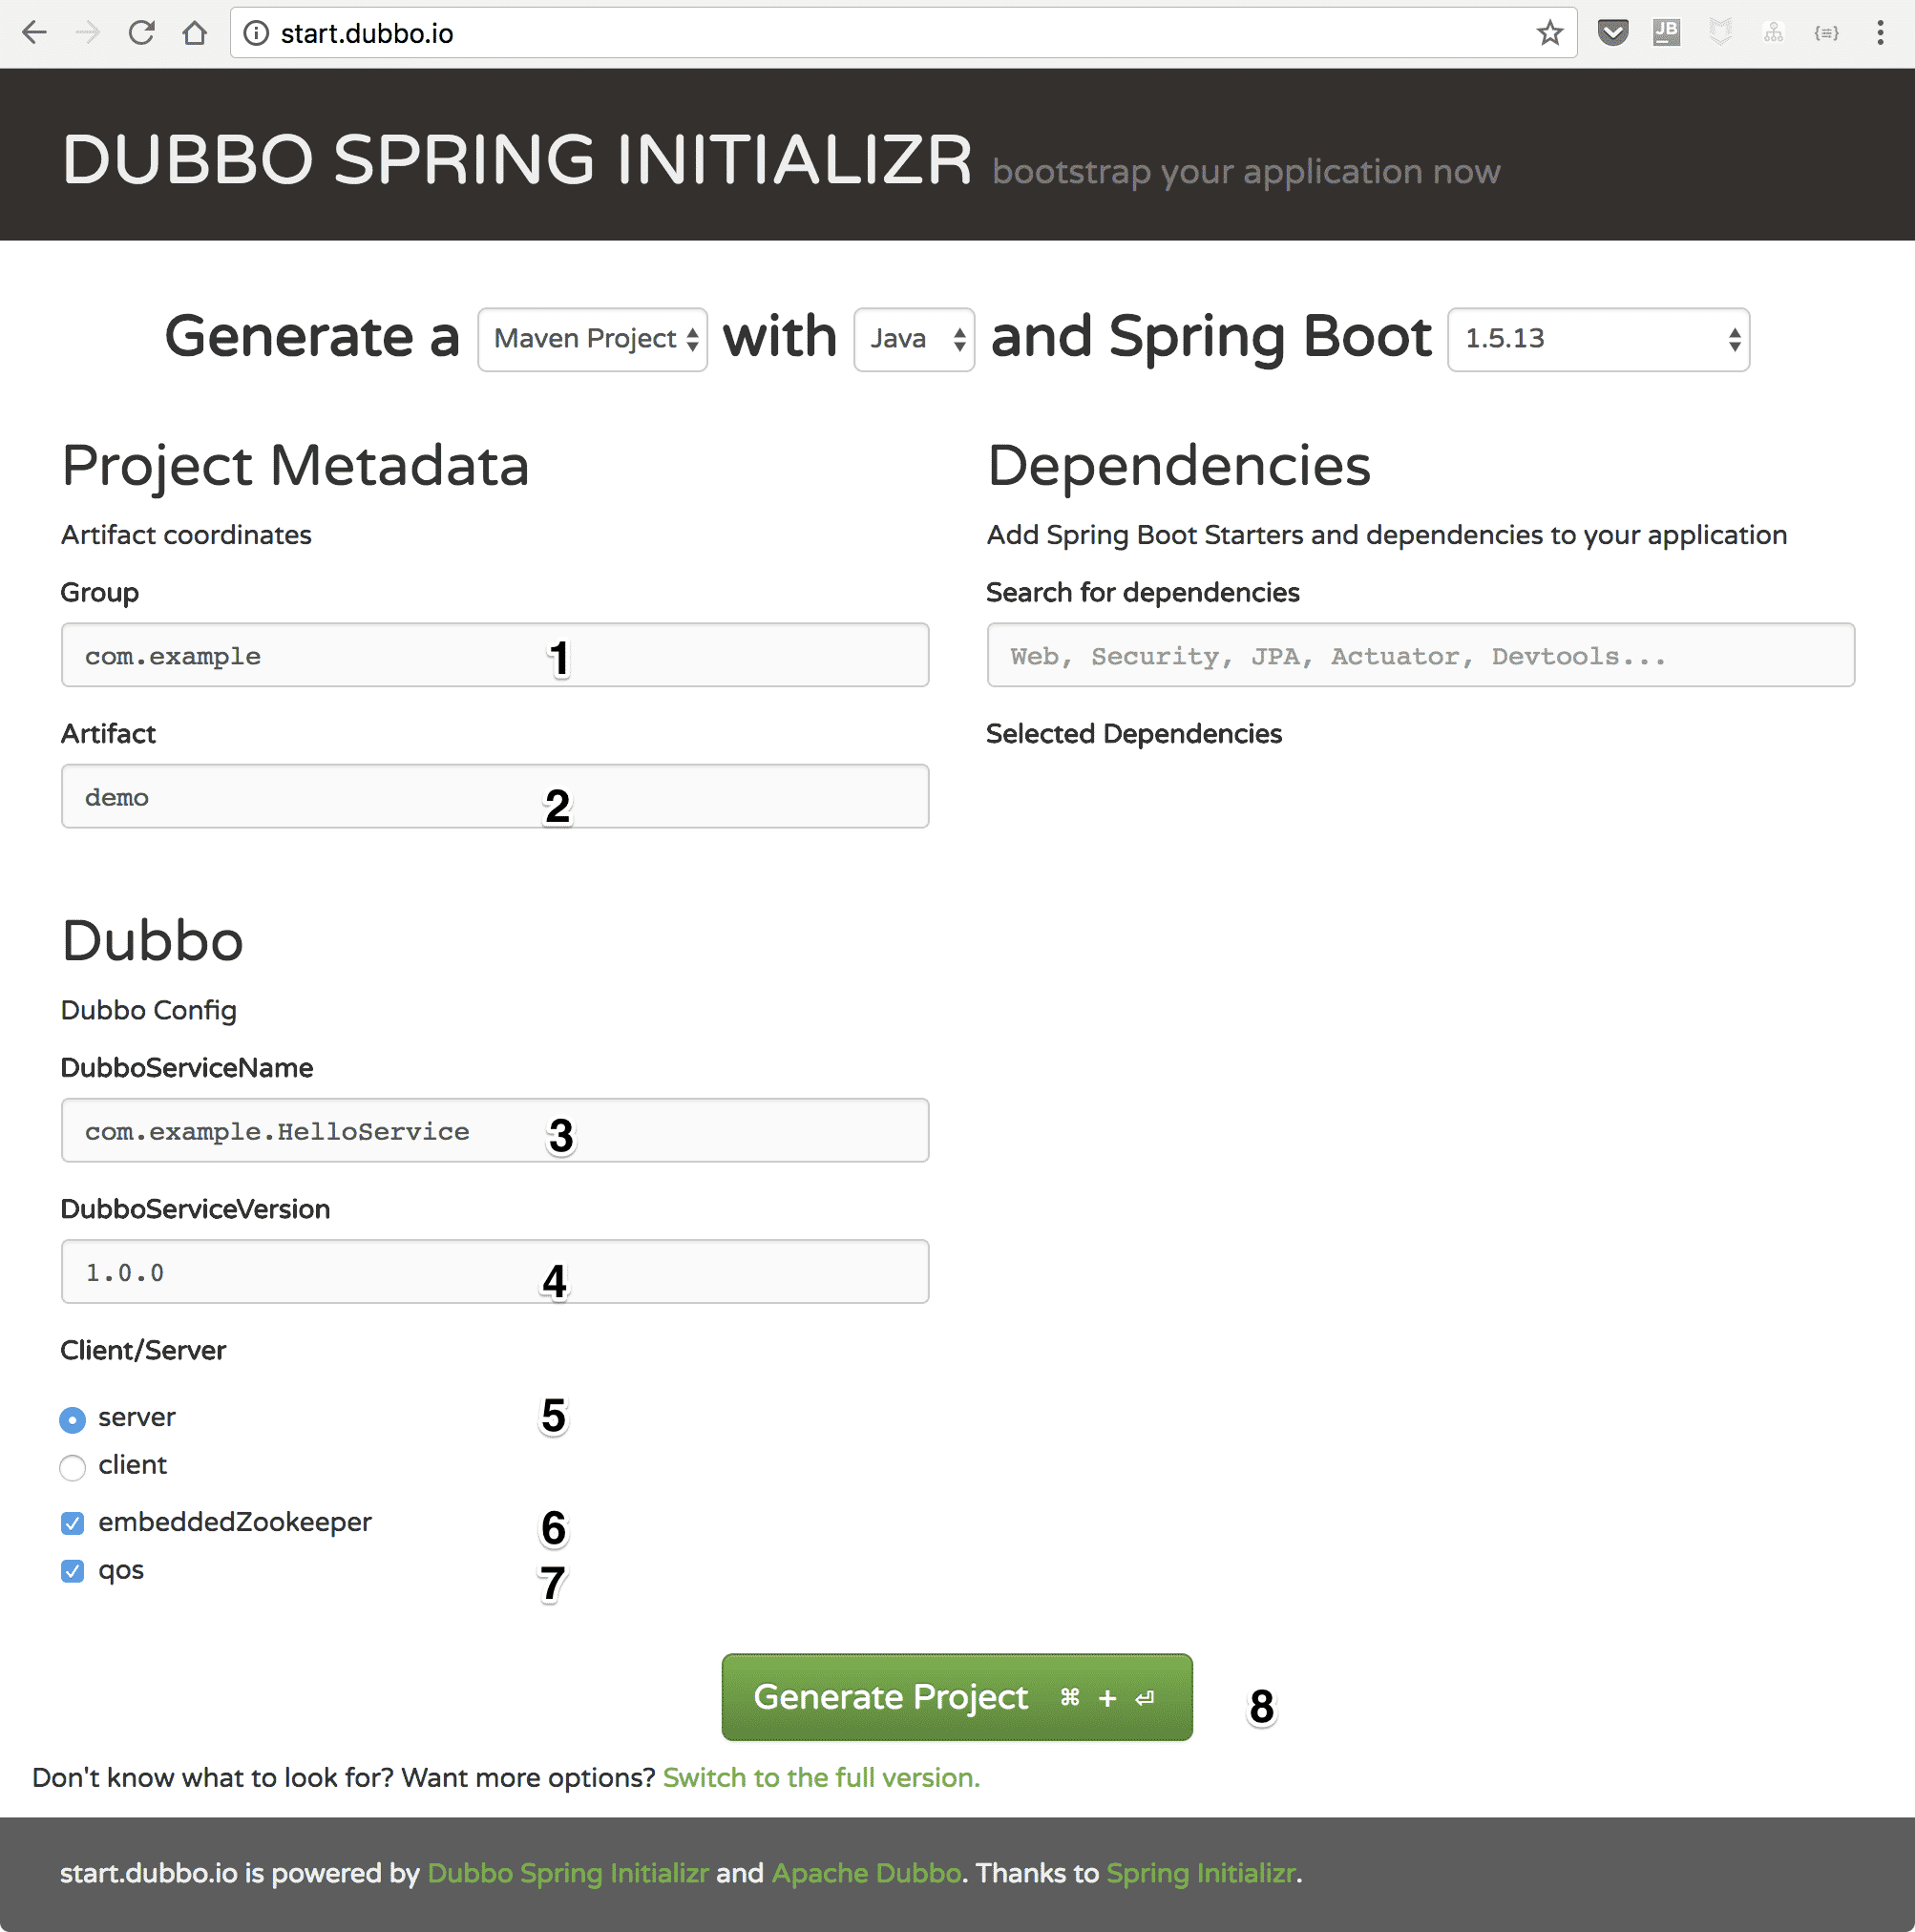 start.dubbo.io
JB
DUBBO SPRING INITIALIZR bootstrap your application now
Generate a Maven Project with Java and Spring Boot 1.5.13
Project Metadata
Artifact coordinates
Group
com.example 1
Artifact
demo 2
Dependencies
Add Spring Boot Starters and dependencies to your application
Search for dependencies
Web, Security, JPA, Actuator, Devtools...
Selected Dependencies
Dubbo
Dubbo Config
DubboServiceName
com.example.HelloService 3
DubboServiceVersion
1.0.0 4
Client/Server
server 5
client
embeddedZookeeper 6
qos 7
Generate Project ⌘ + ⏎ 8
Don't know what to look for? Want more options? Switch to the full version.
start.dubbo.io is powered by Dubbo Spring Initializr and Apache Dubbo. Thanks to Spring Initializr.